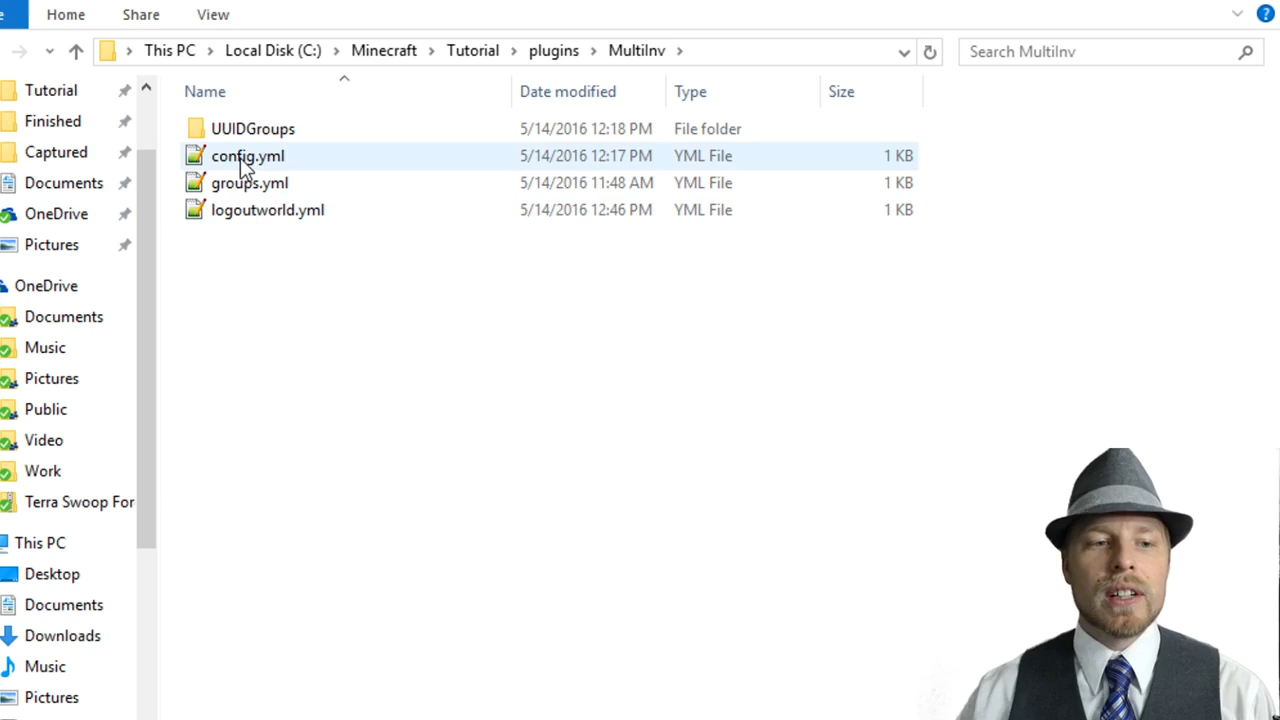 Home Share View
This PC Local Disk (C:) Minecraft Tutorial plugins MultiInv
Search MultiInv
Name Date modified Type Size
UUIDGroups 5/14/2016 12:18 PM File folder
config.yml 5/14/2016 12:17 PM YML File 1 KB
groups.yml 5/14/2016 11:48 AM YML File 1 KB
logoutworld.yml 5/14/2016 12:46 PM YML File 1 KB
Tutorial
Finished
Captured
Documents
OneDrive
Pictures
OneDrive
Documents
Music
Pictures
Public
Video
Work
Terra Swoop For
This PC
Desktop
Documents
Downloads
Music
Pictures